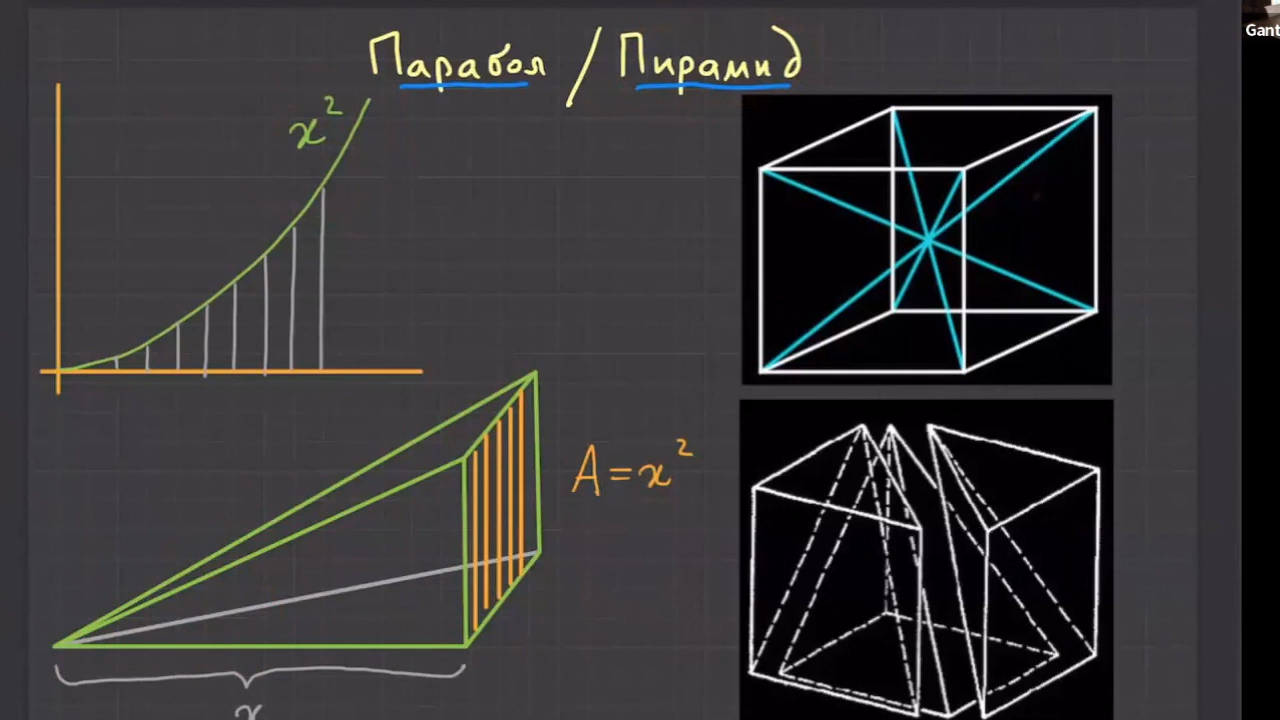 Парабол / Пирамид
Gant
x²
A = x²
x